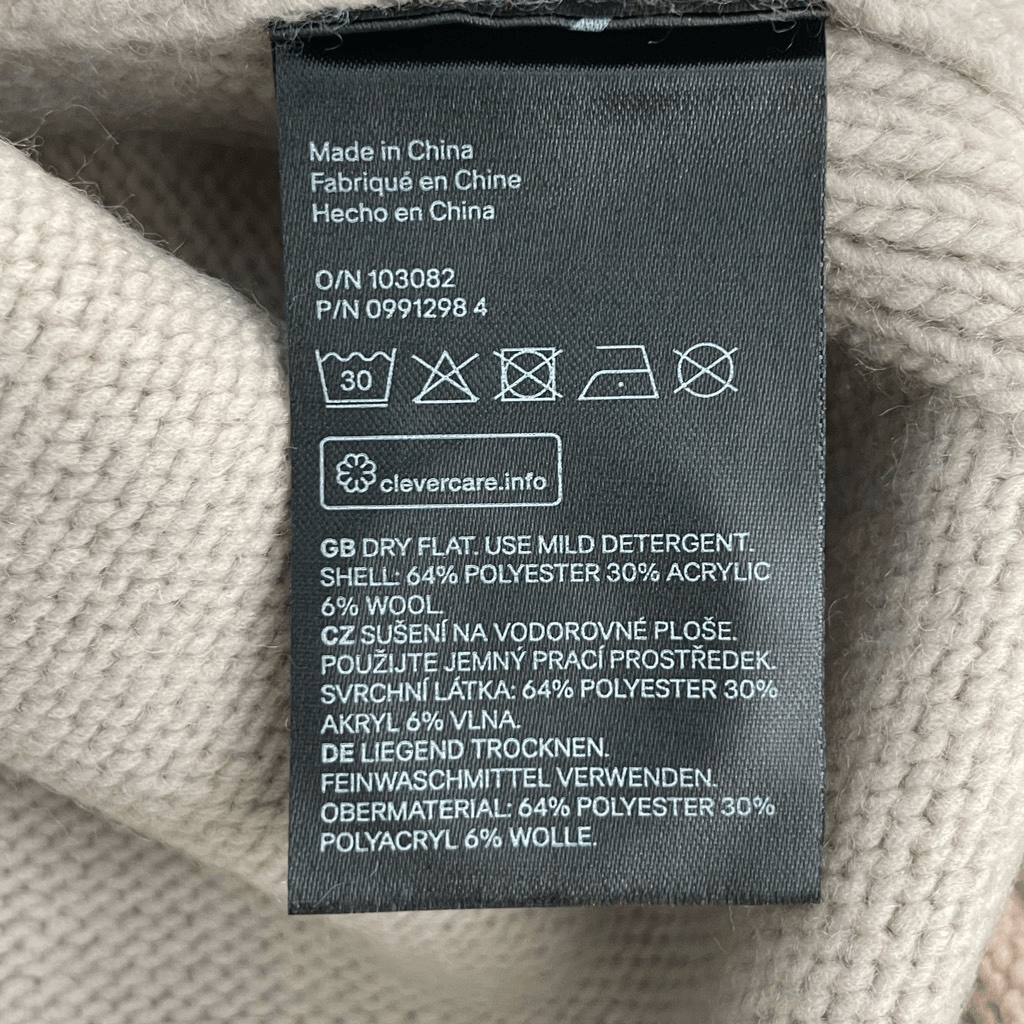 Made in China
Fabriqué en Chine
Hecho en China
O/N 103082
P/N 0991298 4
30
clevercare.info
GB DRY FLAT. USE MILD DETERGENT.
SHELL: 64% POLYESTER 30% ACRYLIC
6% WOOL.
CZ SUŠENÍ NA VODOROVNÉ PLOŠE.
POUŽIJTE JEMNÝ PRACÍ PROSTŘEDEK.
SVRCHNÍ LÁTKA: 64% POLYESTER 30%
AKRYL 6% VLNA.
DE LIEGEND TROCKNEN.
FEINWASCHMITTEL VERWENDEN.
OBERMATERIAL: 64% POLYESTER 30%
POLYACRYL 6% WOLLE.